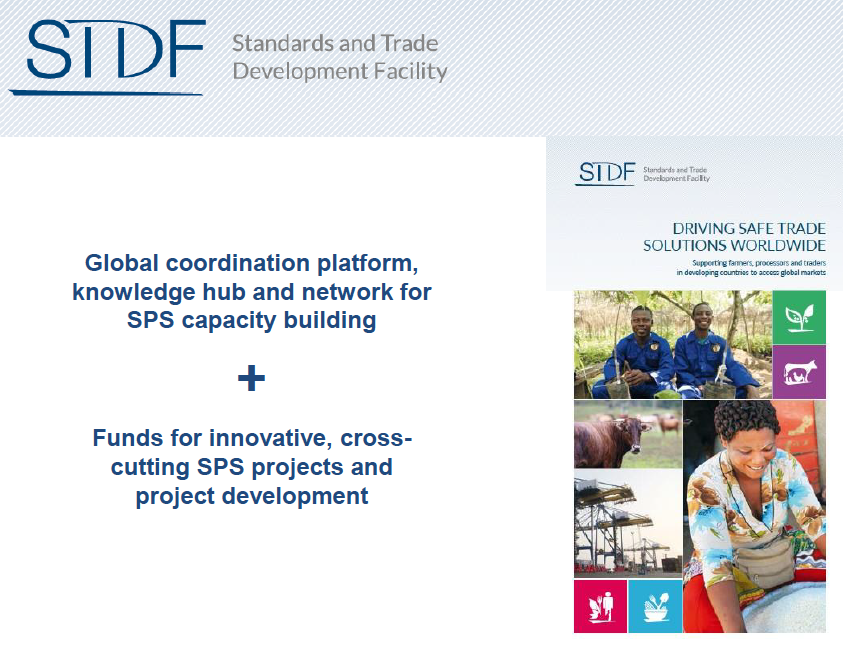 STDF
Standards and Trade
Development Facility
STDF
Standards and Trade
Development Facility
DRIVING SAFE TRADE
SOLUTIONS WORLDWIDE
Supporting farmers, processors and traders
in developing countries to access global markets
Global coordination platform,
knowledge hub and network for
SPS capacity building
+
Funds for innovative, cross-
cutting SPS projects and
project development